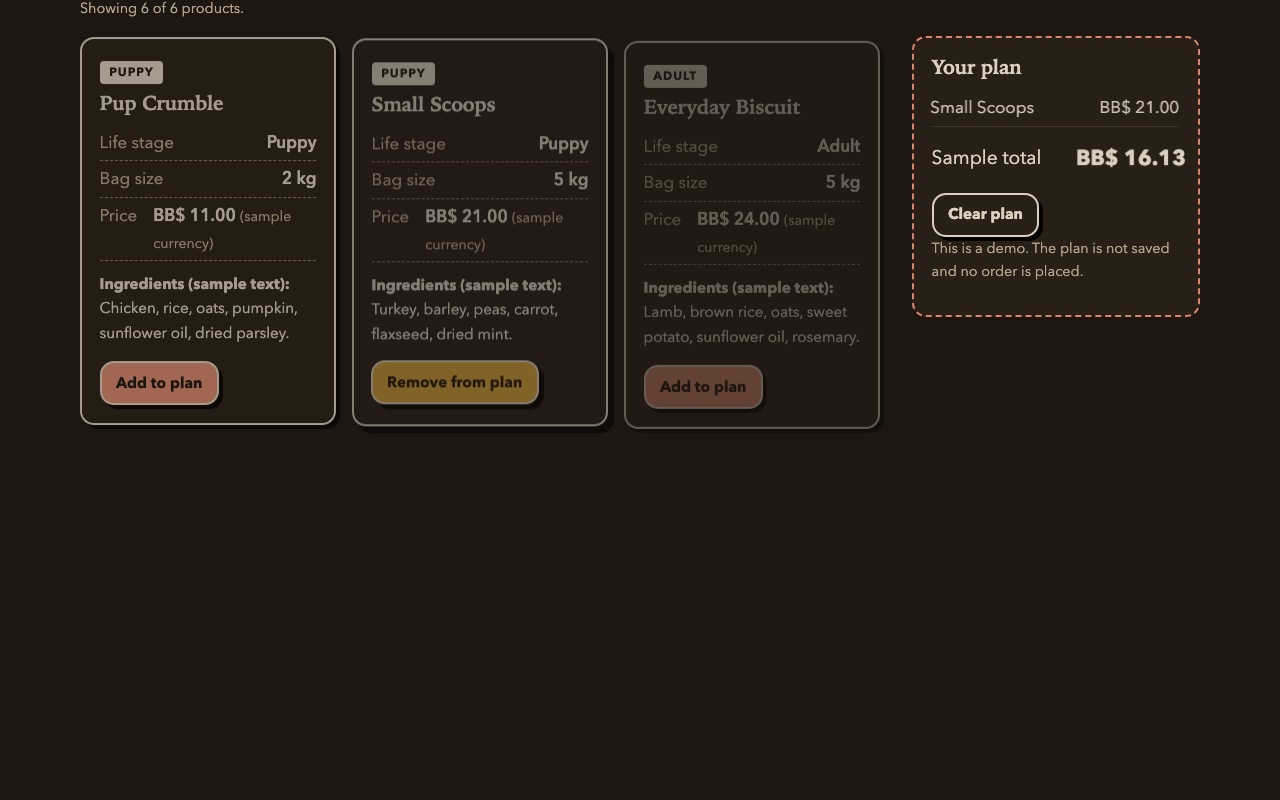 Showing 6 of 6 products.
PUPPY
Pup Crumble
Life stage Puppy
Bag size 2 kg
Price BB$ 11.00 (sample
currency)
Ingredients (sample text):
Chicken, rice, oats, pumpkin,
sunflower oil, dried parsley.
Add to plan
PUPPY
Small Scoops
Life stage Puppy
Bag size 5 kg
Price BB$ 21.00 (sample
currency)
Ingredients (sample text):
Turkey, barley, peas, carrot,
flaxseed, dried mint.
Remove from plan
ADULT
Everyday Biscuit
Life stage Adult
Bag size 5 kg
Price BB$ 24.00 (sample
currency)
Ingredients (sample text):
Lamb, brown rice, oats, sweet
potato, sunflower oil, rosemary.
Add to plan
Your plan
Small Scoops BB$ 21.00
Sample total BB$ 16.13
Clear plan
This is a demo. The plan is not saved
and no order is placed.